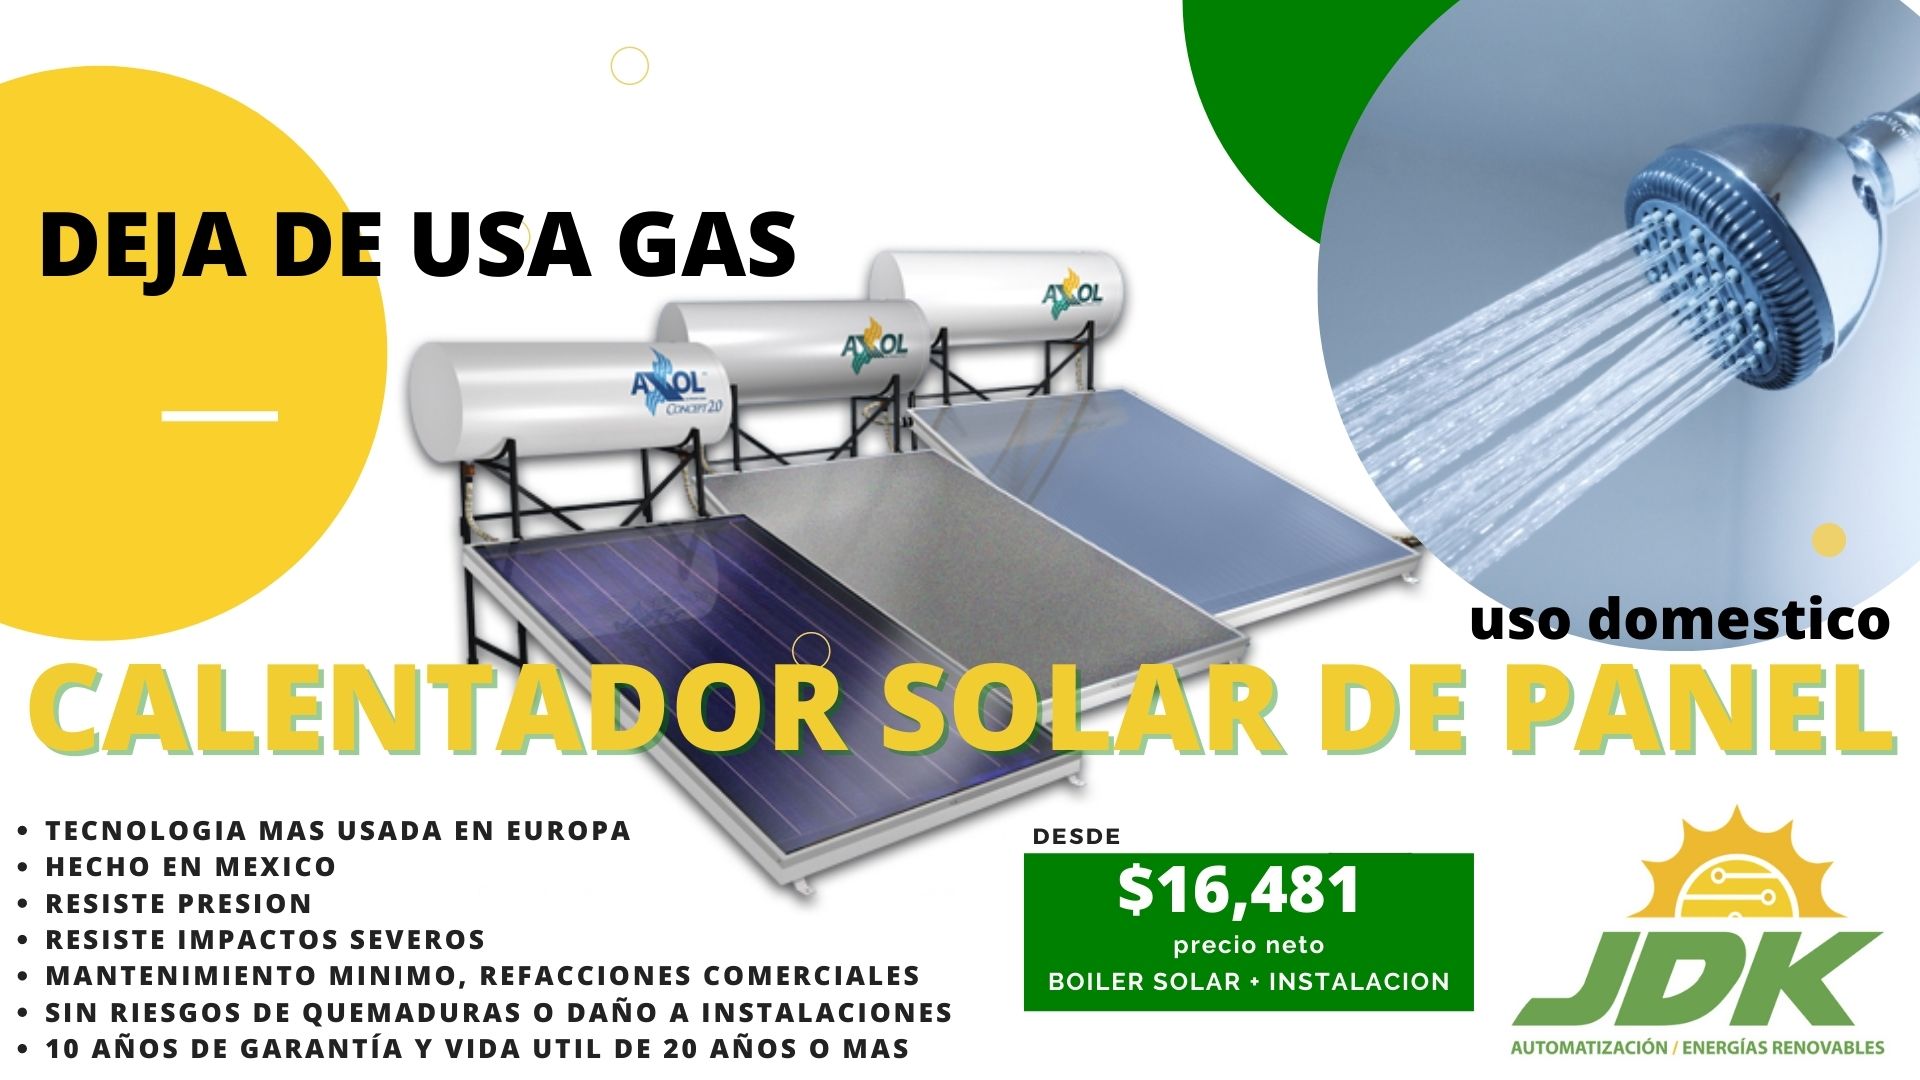 DEJA DE USA GAS
AXOL
AXOL
AXOL
CONCEPT 2.0
uso domestico
CALENTADOR SOLAR DE PANEL
• TECNOLOGIA MAS USADA EN EUROPA
• HECHO EN MEXICO
• RESISTE PRESION
• RESISTE IMPACTOS SEVEROS
• MANTENIMIENTO MINIMO, REFACCIONES COMERCIALES
• SIN RIESGOS DE QUEMADURAS O DAÑO A INSTALACIONES
• 10 AÑOS DE GARANTÍA Y VIDA UTIL DE 20 AÑOS O MAS
DESDE
$16,481
precio neto
BOILER SOLAR + INSTALACION
JDK
AUTOMATIZACIÓN / ENERGÍAS RENOVABLES